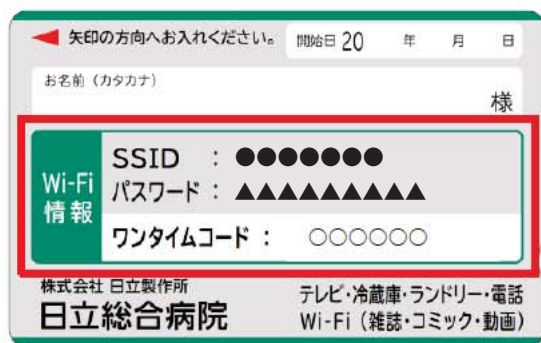 矢印の方向へお入れください。 開始日 20 年 月 日
お名前（カタカナ）
様
Wi-Fi情報
SSID ： ●●●●●●●
パスワード：▲▲▲▲▲▲▲▲▲
ワンタイムコード： ○○○○○○
株式会社 日立製作所
日立総合病院
テレビ・冷蔵庫・ランドリー・電話
Wi-Fi（雑誌・コミック・動画）